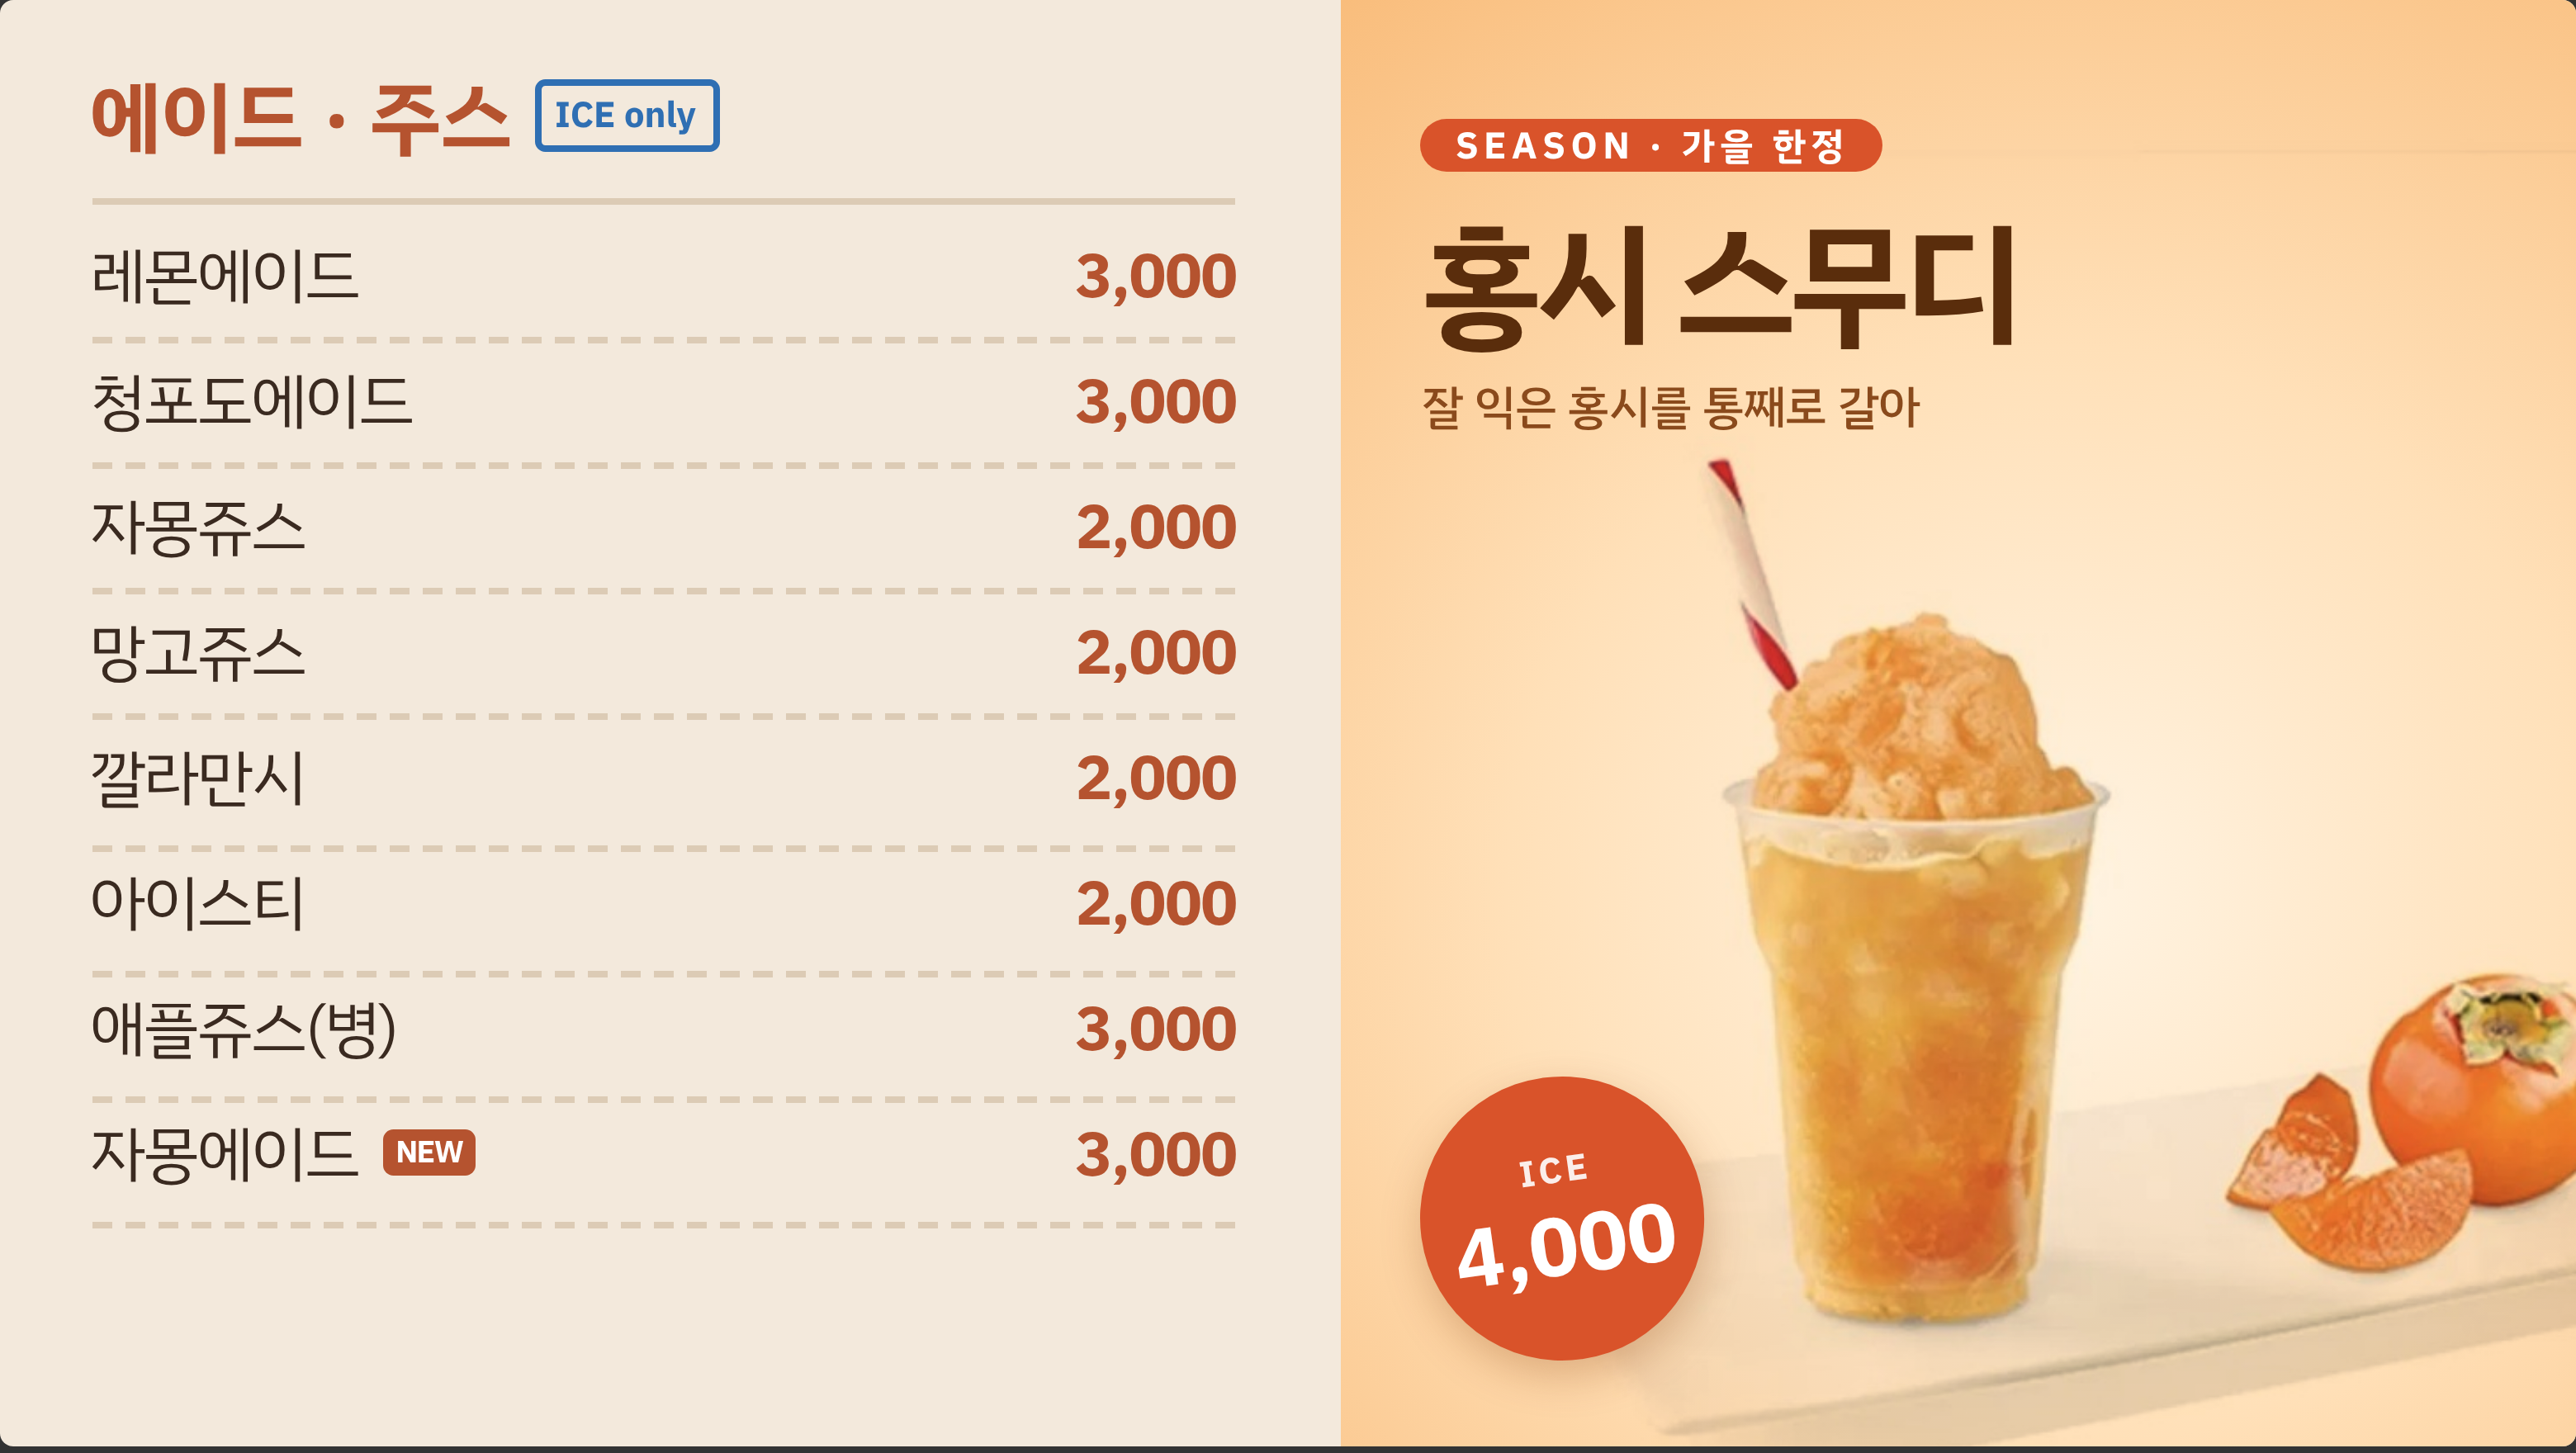 에이드 · 주스 ICE only
레몬에이드 3,000
청포도에이드 3,000
자몽쥬스 2,000
망고쥬스 2,000
깔라만시 2,000
아이스티 2,000
애플쥬스(병) 3,000
자몽에이드 NEW 3,000
SEASON · 가을 한정
홍시 스무디
잘 익은 홍시를 통째로 갈아
ICE
4,000